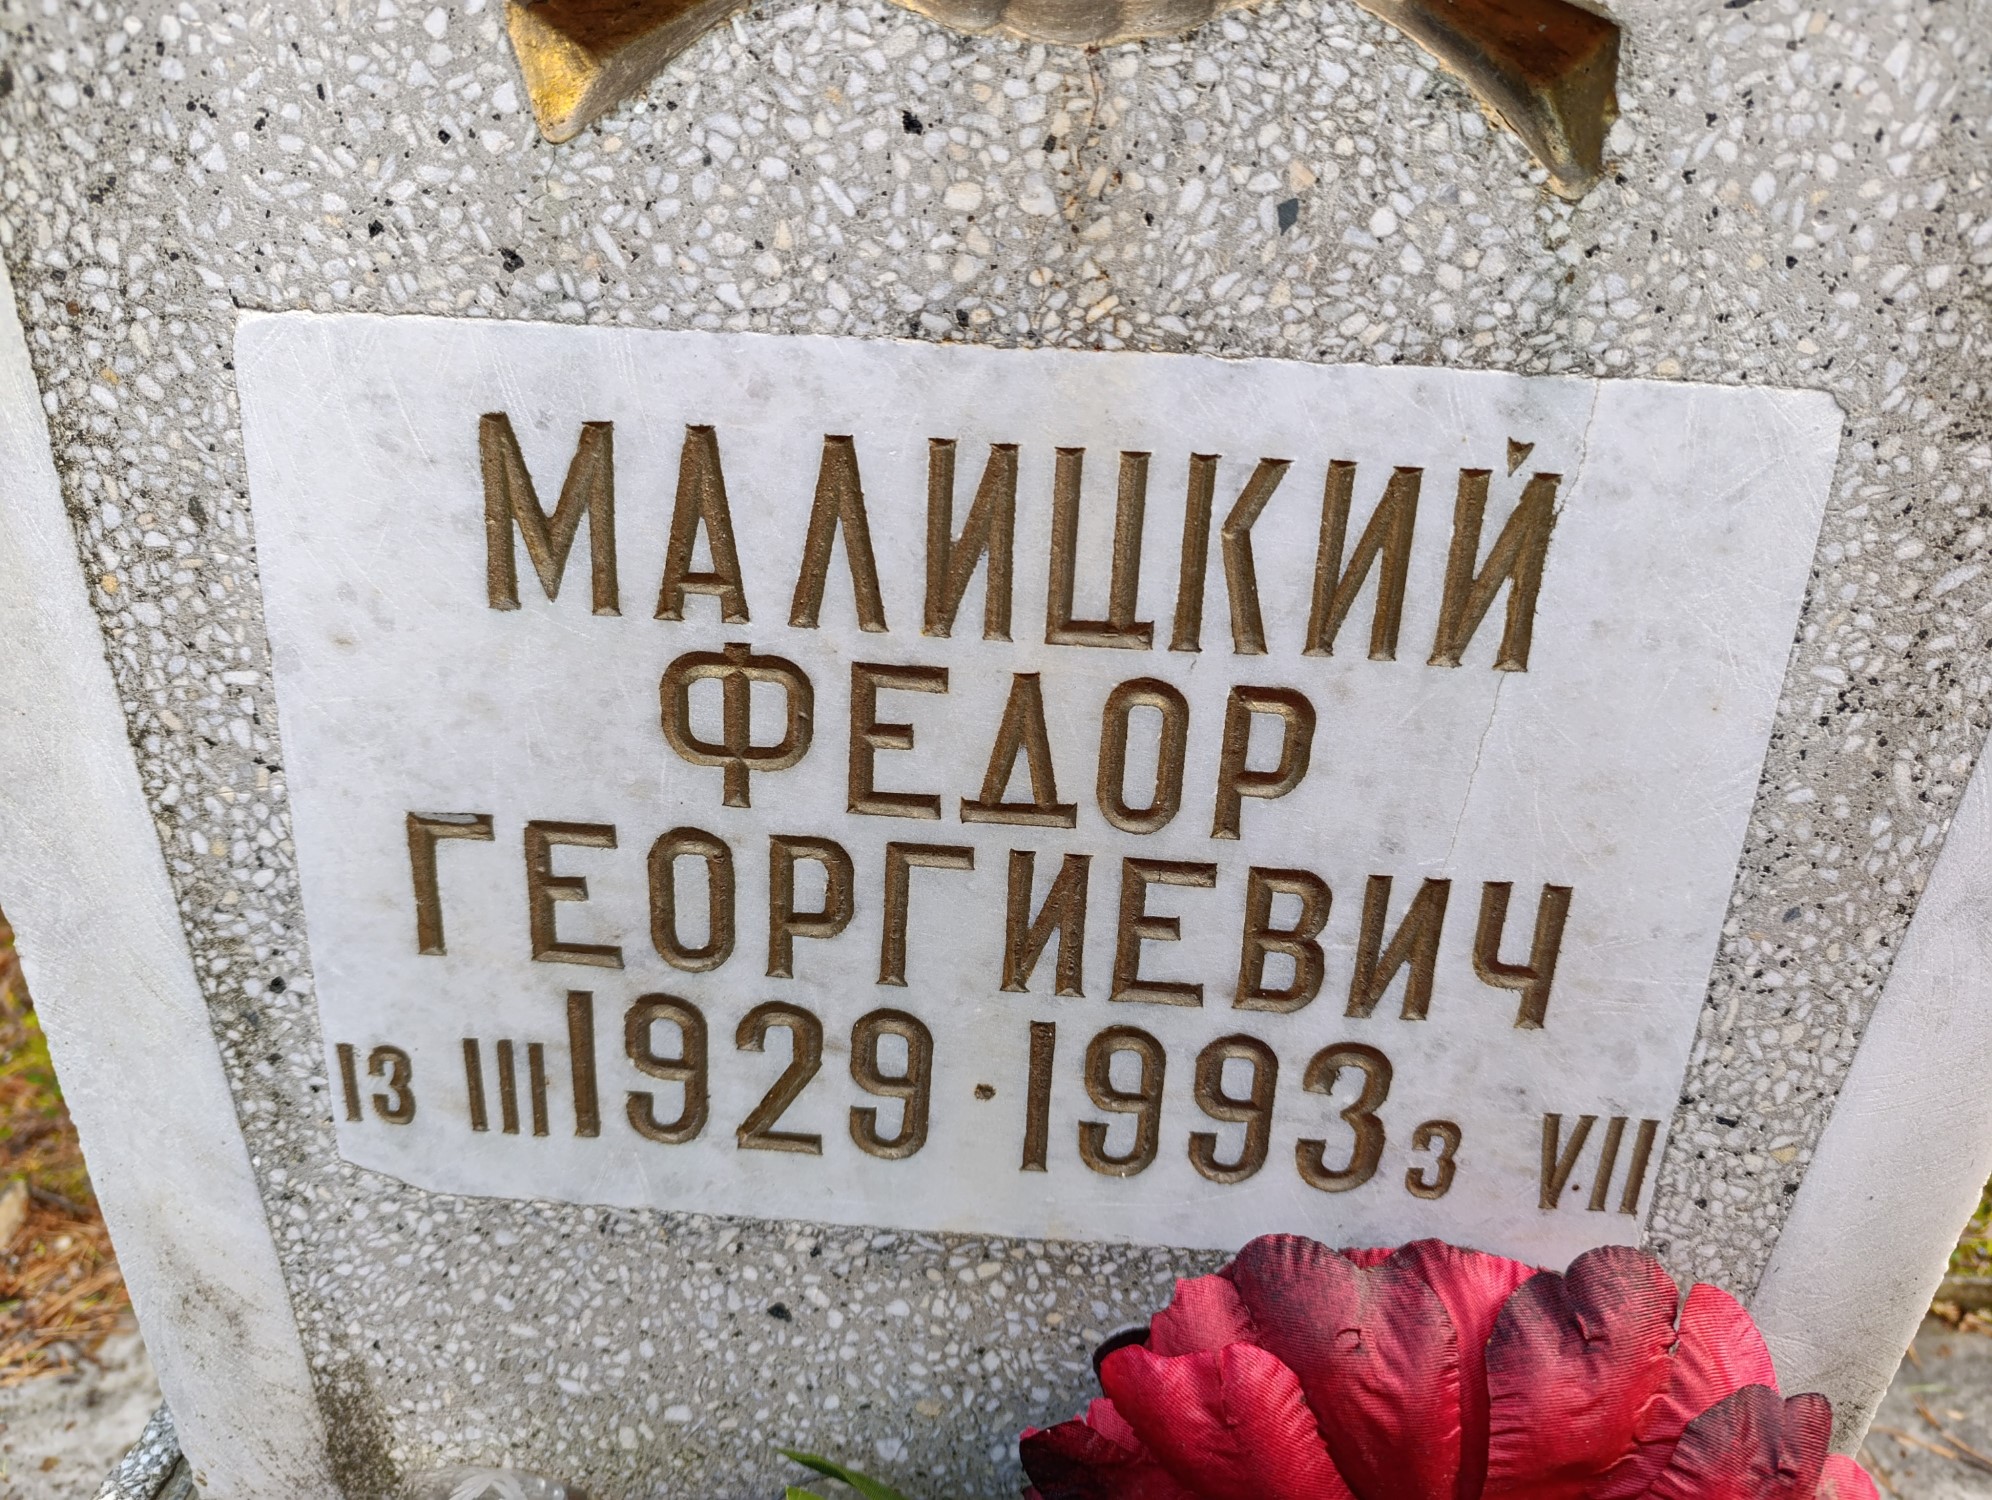 МАЛИЦКИЙ
ФЕДОР
ГЕОРГИЕВИЧ
13 III 1929 · 1993 3 VII